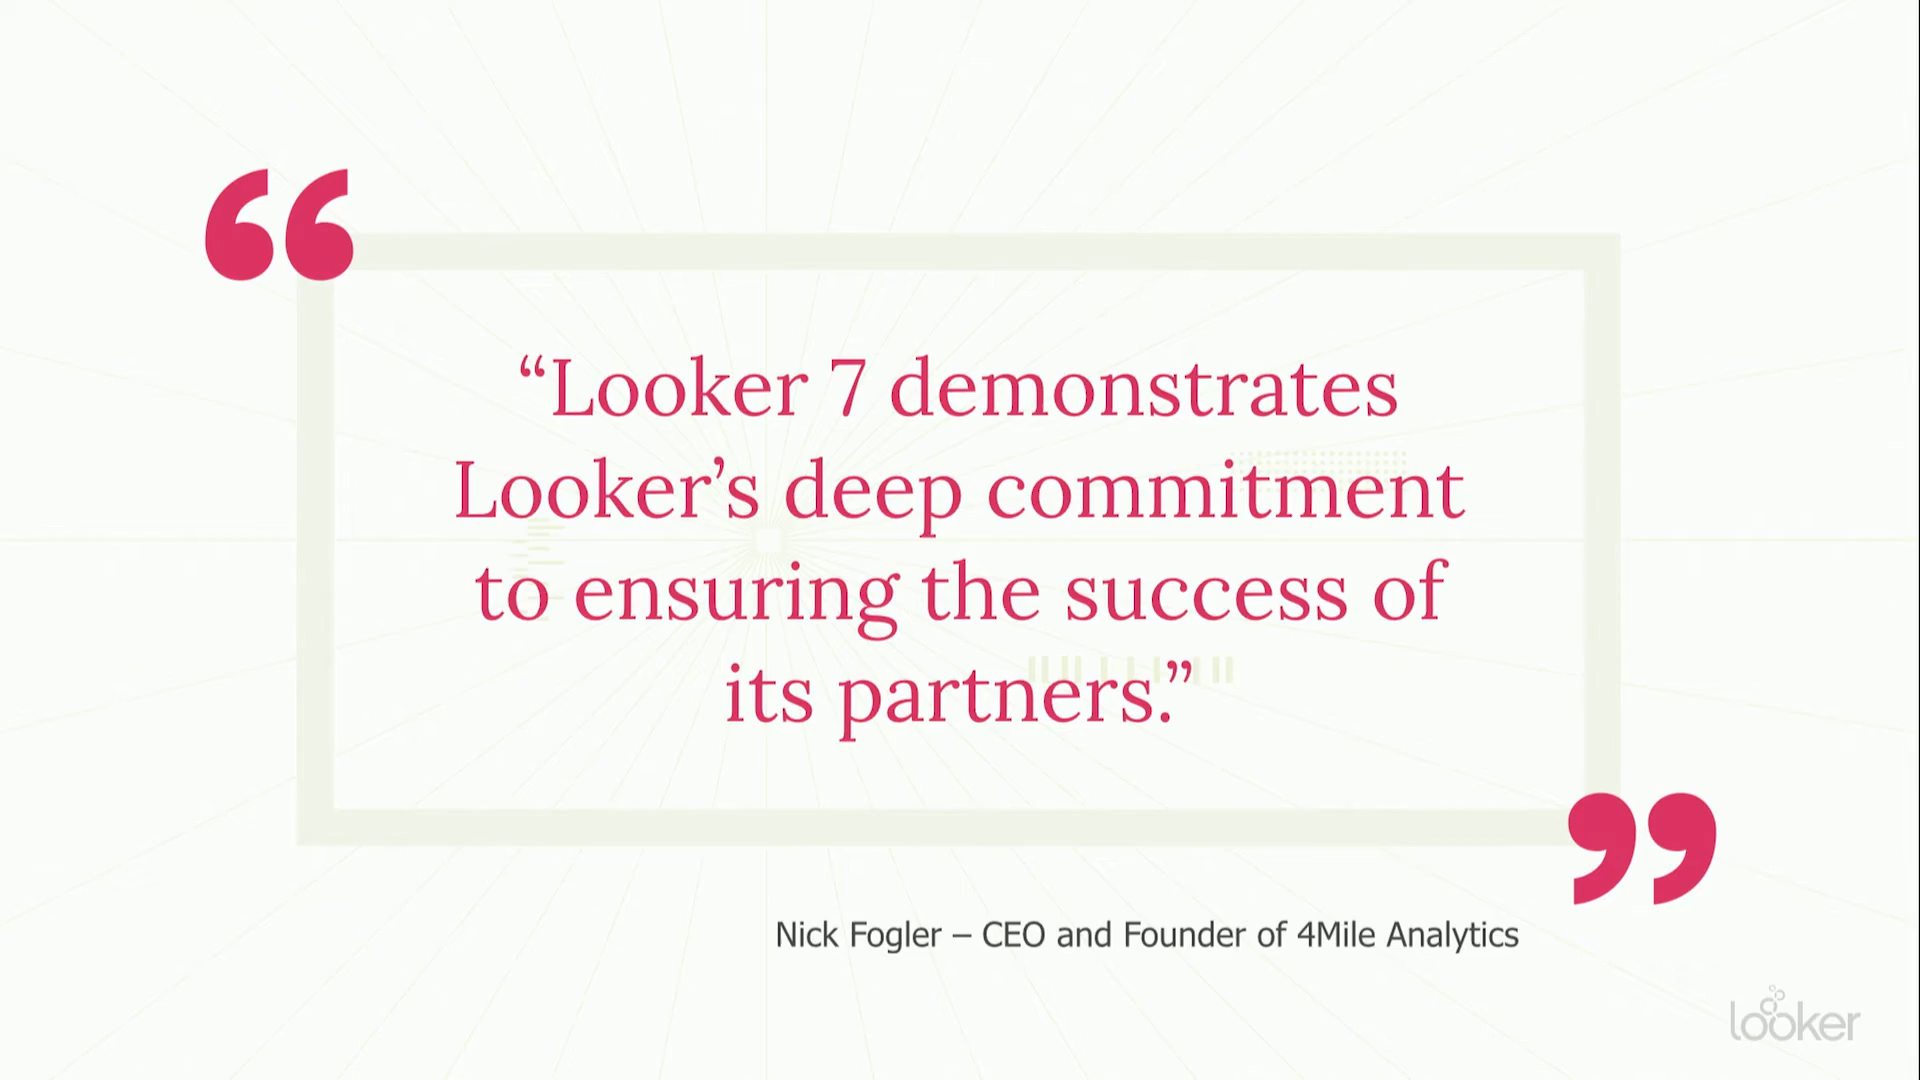 “Looker 7 demonstrates
Looker’s deep commitment
to ensuring the success of
its partners.”
Nick Fogler – CEO and Founder of 4Mile Analytics
looker